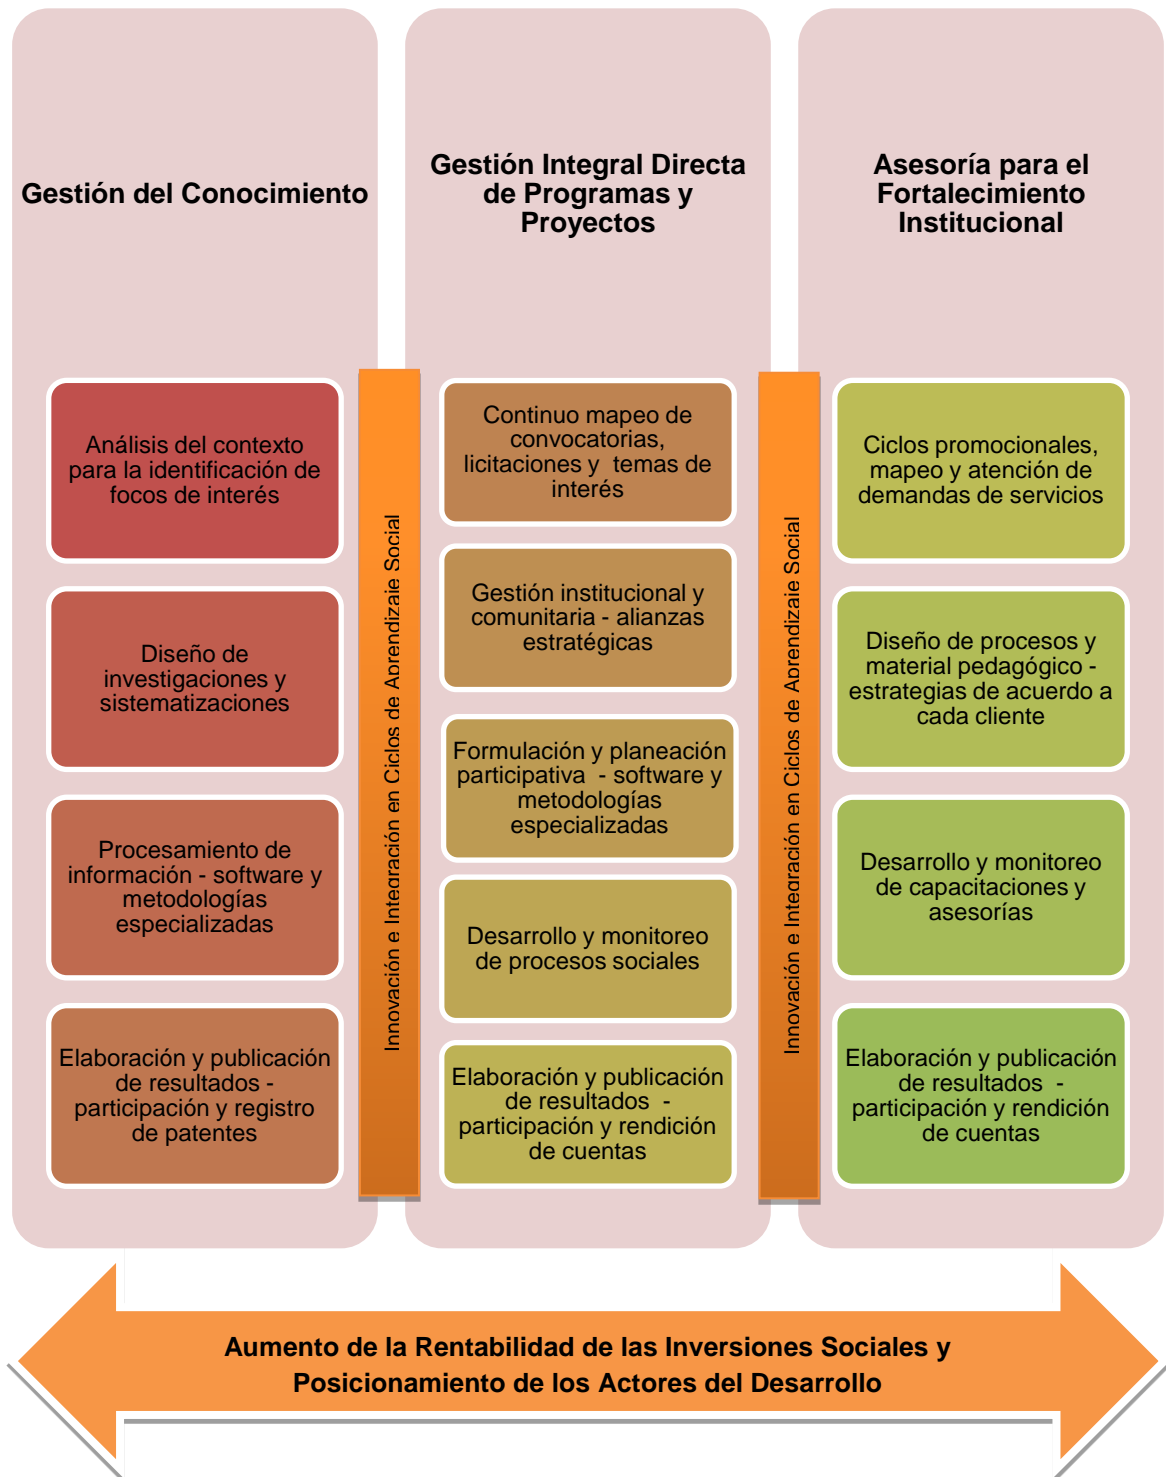 Gestión del Conocimiento
Análisis del contexto
para la identificación de
focos de interés
Diseño de
investigaciones y
sistematizaciones
Procesamiento de
información - software y
metodologías
especializadas
Elaboración y publicación
de resultados -
participación y registro
de patentes
Innovación e Integración en Ciclos de Aprendizaje Social
Gestión Integral Directa
de Programas y
Proyectos
Continuo mapeo de
convocatorias,
licitaciones y temas de
interés
Gestión institucional y
comunitaria - alianzas
estratégicas
Formulación y planeación
participativa - software y
metodologías
especializadas
Desarrollo y monitoreo
de procesos sociales
Elaboración y publicación
de resultados -
participación y rendición
de cuentas
Innovación e Integración en Ciclos de Aprendizaje Social
Asesoría para el
Fortalecimiento
Institucional
Ciclos promocionales,
mapeo y atención de
demandas de servicios
Diseño de procesos y
material pedagógico -
estrategias de acuerdo a
cada cliente
Desarrollo y monitoreo
de capacitaciones y
asesorías
Elaboración y publicación
de resultados -
participación y rendición
de cuentas
Aumento de la Rentabilidad de las Inversiones Sociales y
Posicionamiento de los Actores del Desarrollo